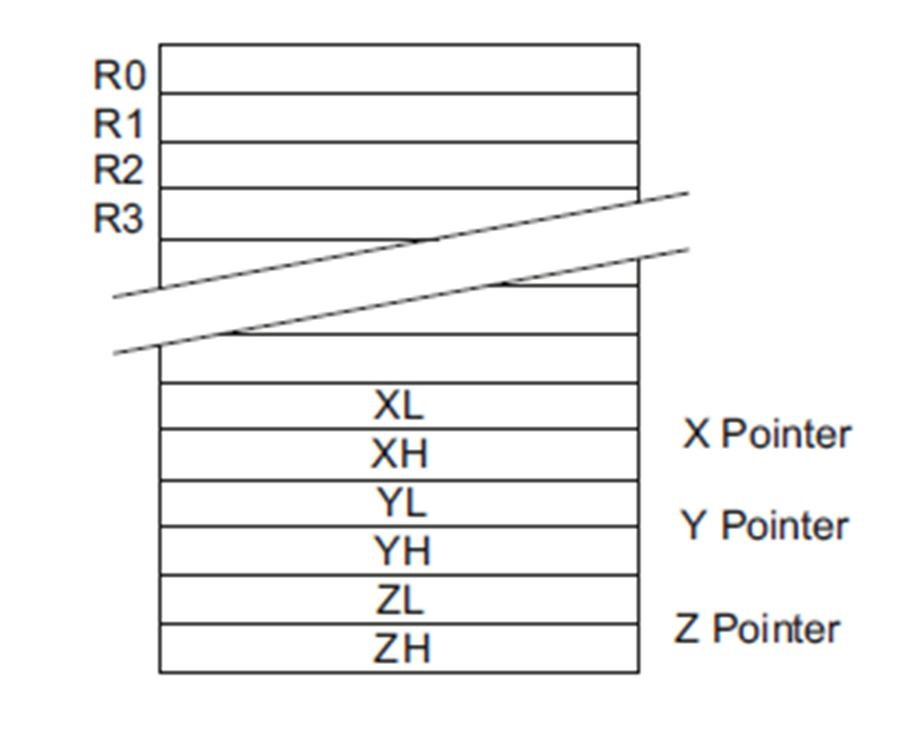 R0
R1
R2
R3
XL
X Pointer
XH
YL
Y Pointer
YH
ZL
Z Pointer
ZH